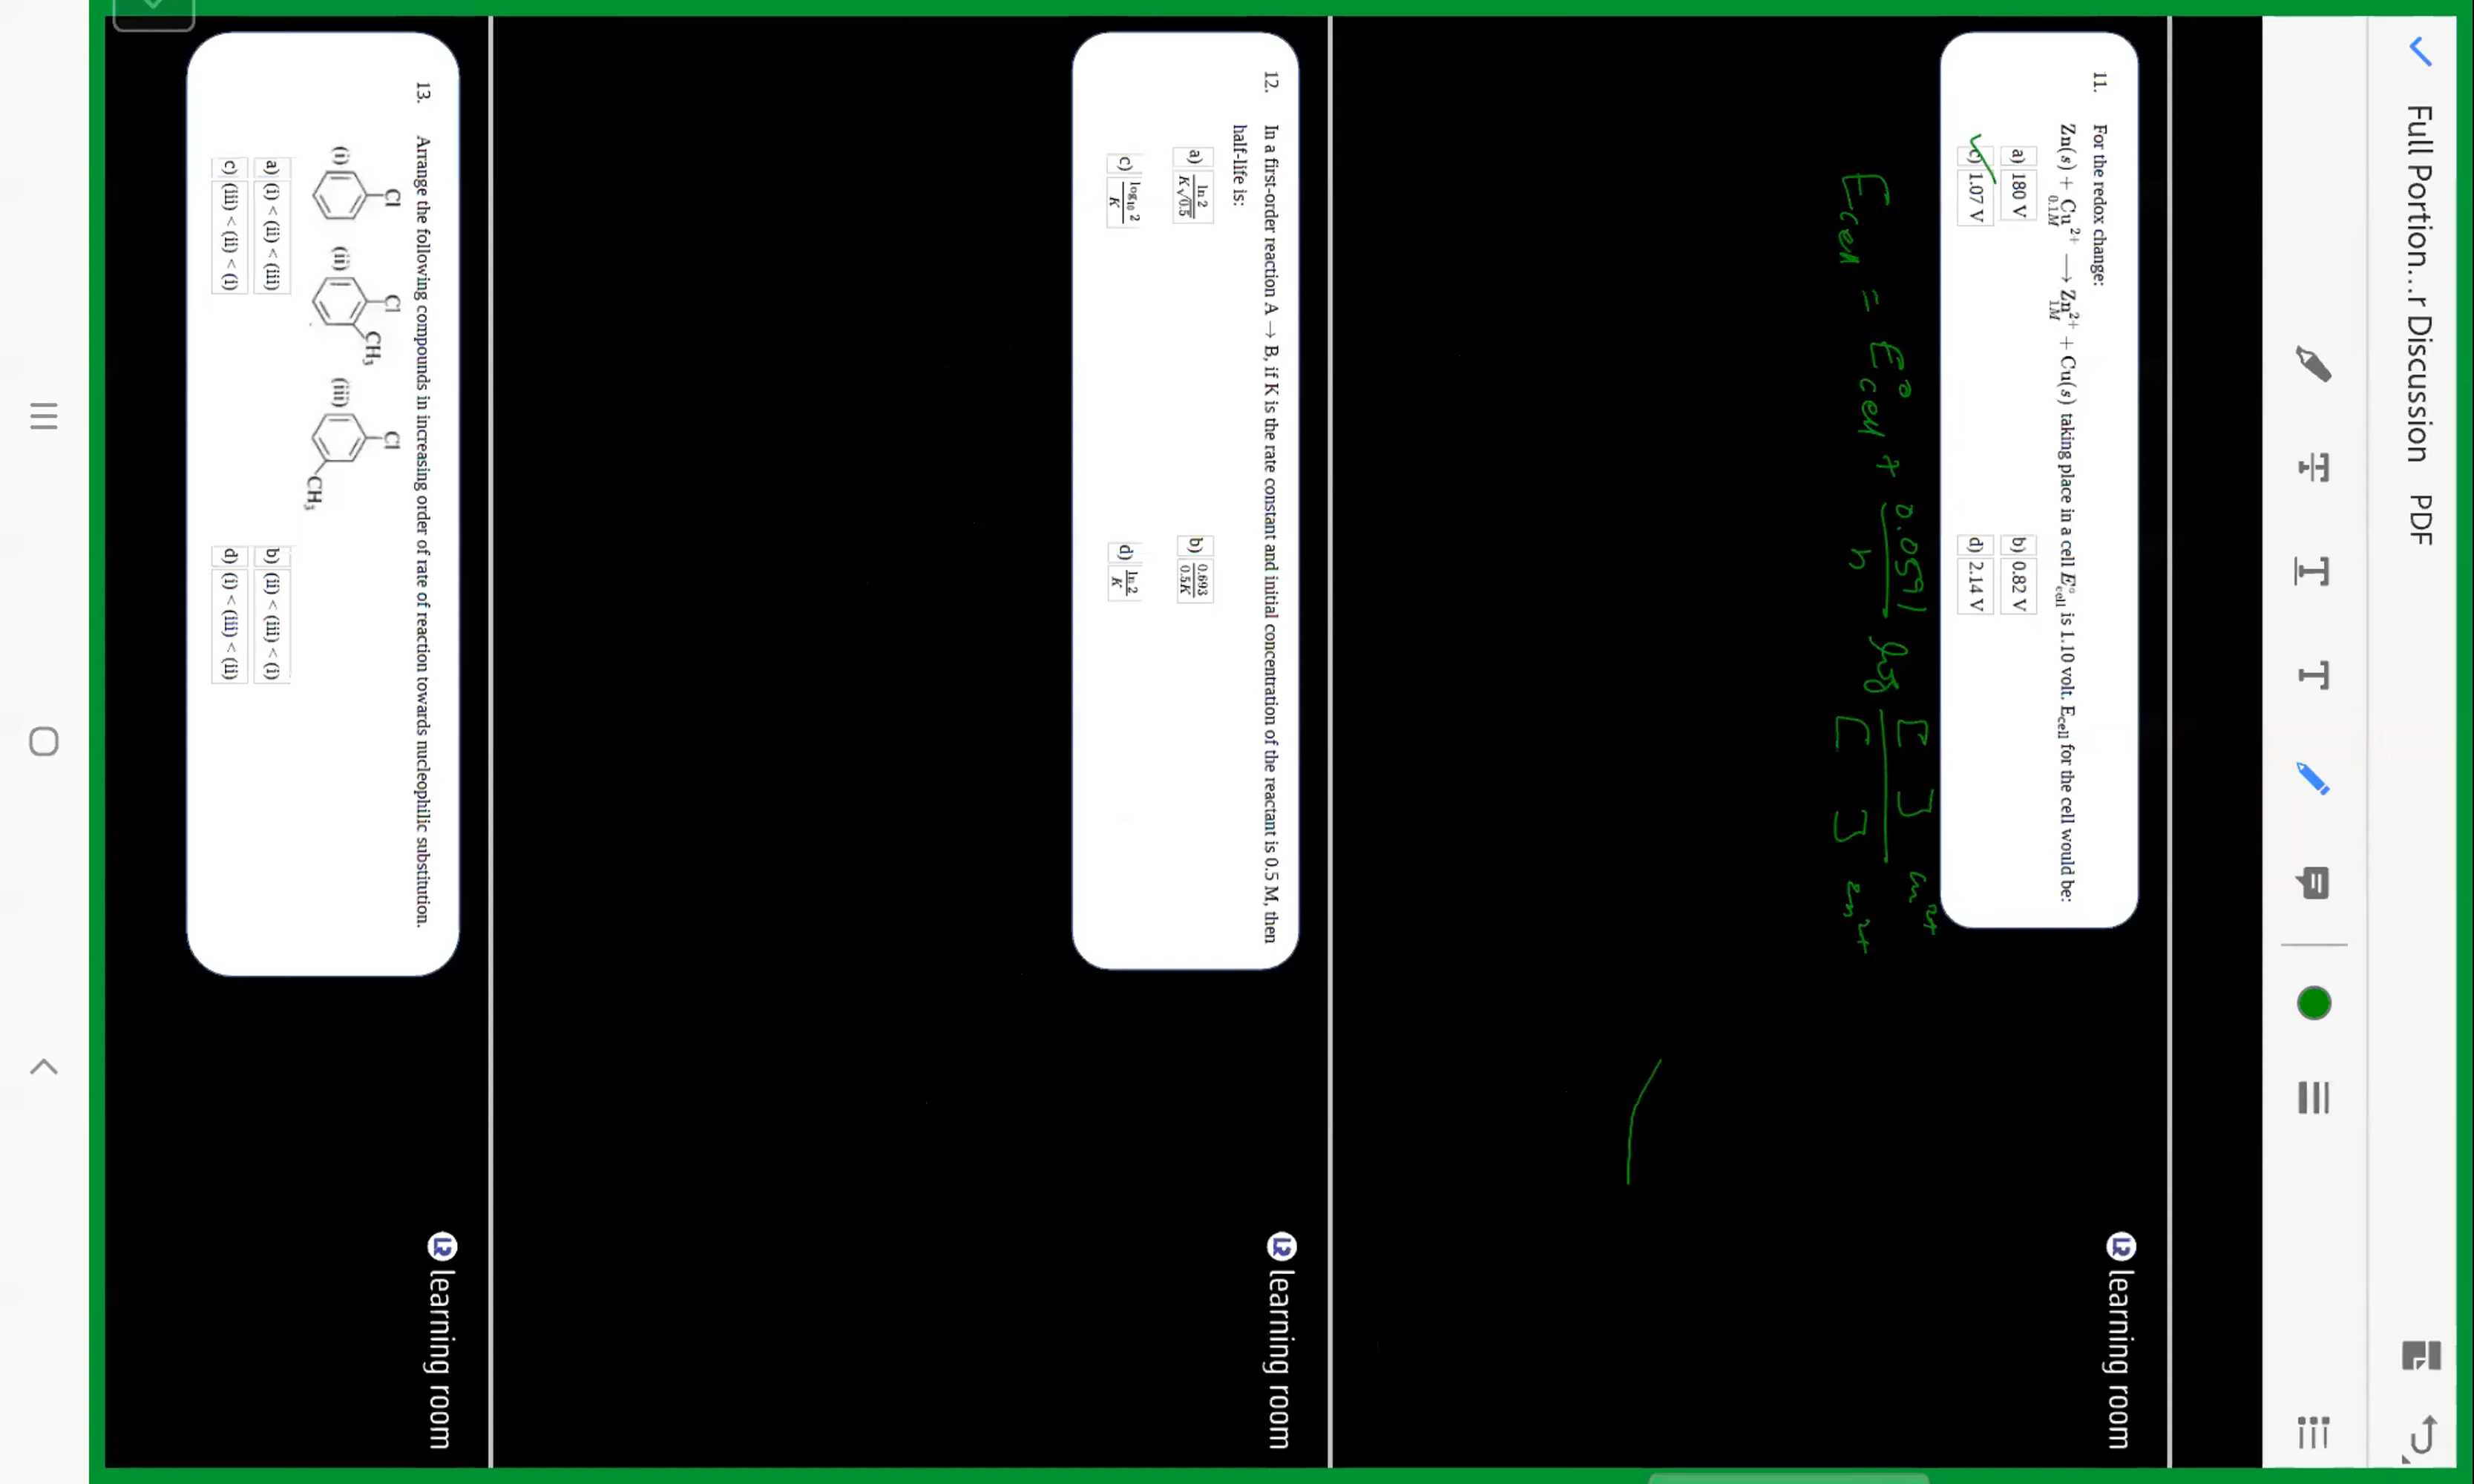 Full Portion...r Discussion PDF
learning room
11. For the redox change:
Zn(s) + Cu²⁺ ⟶ Zn²⁺ + Cu(s) taking place in a cell E°cell is 1.10 volt. Ecell for the cell would be:
0.1M 1M
a) 180 V b) 0.82 V
c) 1.07 V d) 2.14 V
Ecell = E°cell + 0.0591/n log [ ] Cu²⁺ / [ ] Zn²⁺
learning room
12. In a first-order reaction A → B, if K is the rate constant and initial concentration of the reactant is 0.5 M, then
half-life is:
a) ln 2 / K√0.5 b) 0.693 / 0.5K
c) log₁₀ 2 / K d) ln 2 / K
learning room
13. Arrange the following compounds in increasing order of rate of reaction towards nucleophilic substitution.
(i) Cl (ii) Cl CH₃ (iii) Cl CH₃
a) (i) < (ii) < (iii) b) (ii) < (iii) < (i)
c) (iii) < (ii) < (i) d) (i) < (iii) < (ii)